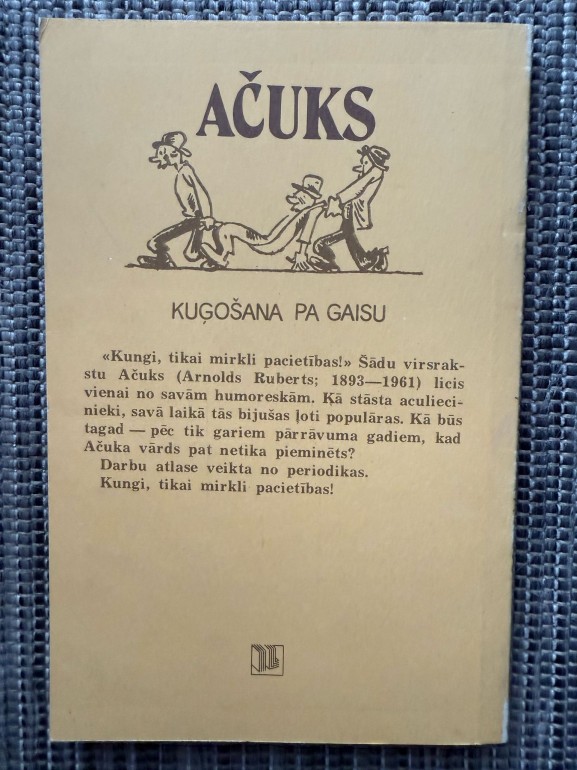 AČUKS
KUĢOŠANA PA GAISU
«Kungi, tikai mirkli pacietības!» Šādu virsrak-
stu Ačuks (Arnolds Ruberts; 1893—1961) licis
vienai no savām humoreskām. Kā stāsta aculieci-
nieki, savā laikā tās bijušas ļoti populāras. Kā būs
tagad — pēc tik gariem pārrāvuma gadiem, kad
Ačuka vārds pat netika pieminēts?
Darbu atlase veikta no periodikas.
Kungi, tikai mirkli pacietības!